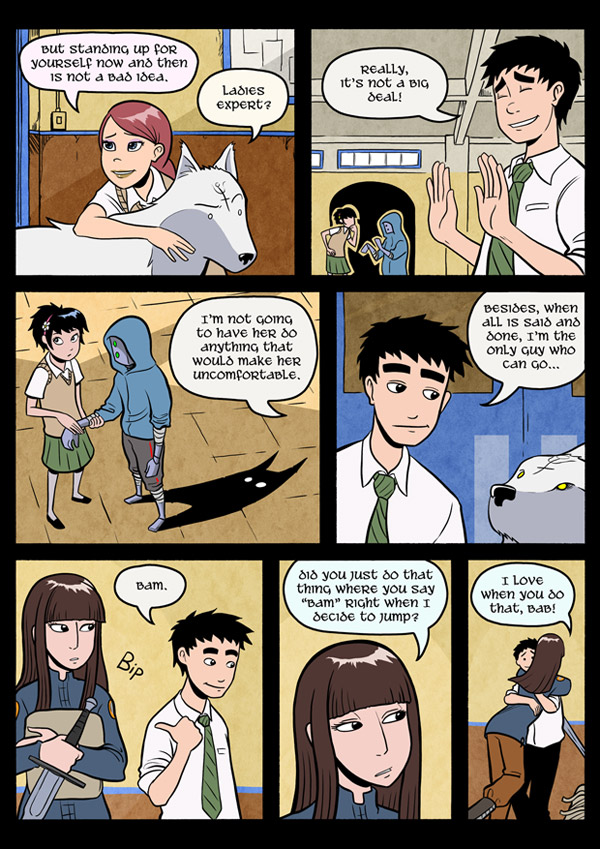 But standing up for
yourself now and then
is not a bad idea.
Ladies
expert?
Really,
it's not a big
deal!
I'm not going
to have her do
anything that
would make her
uncomfortable.
Besides, when
all is said and
done, I'm the
only guy who
can go...
Bam.
Bip
Did you just do that
thing where you say
"Bam" right when I
decide to jump?
I love
when you do
that, Bab!